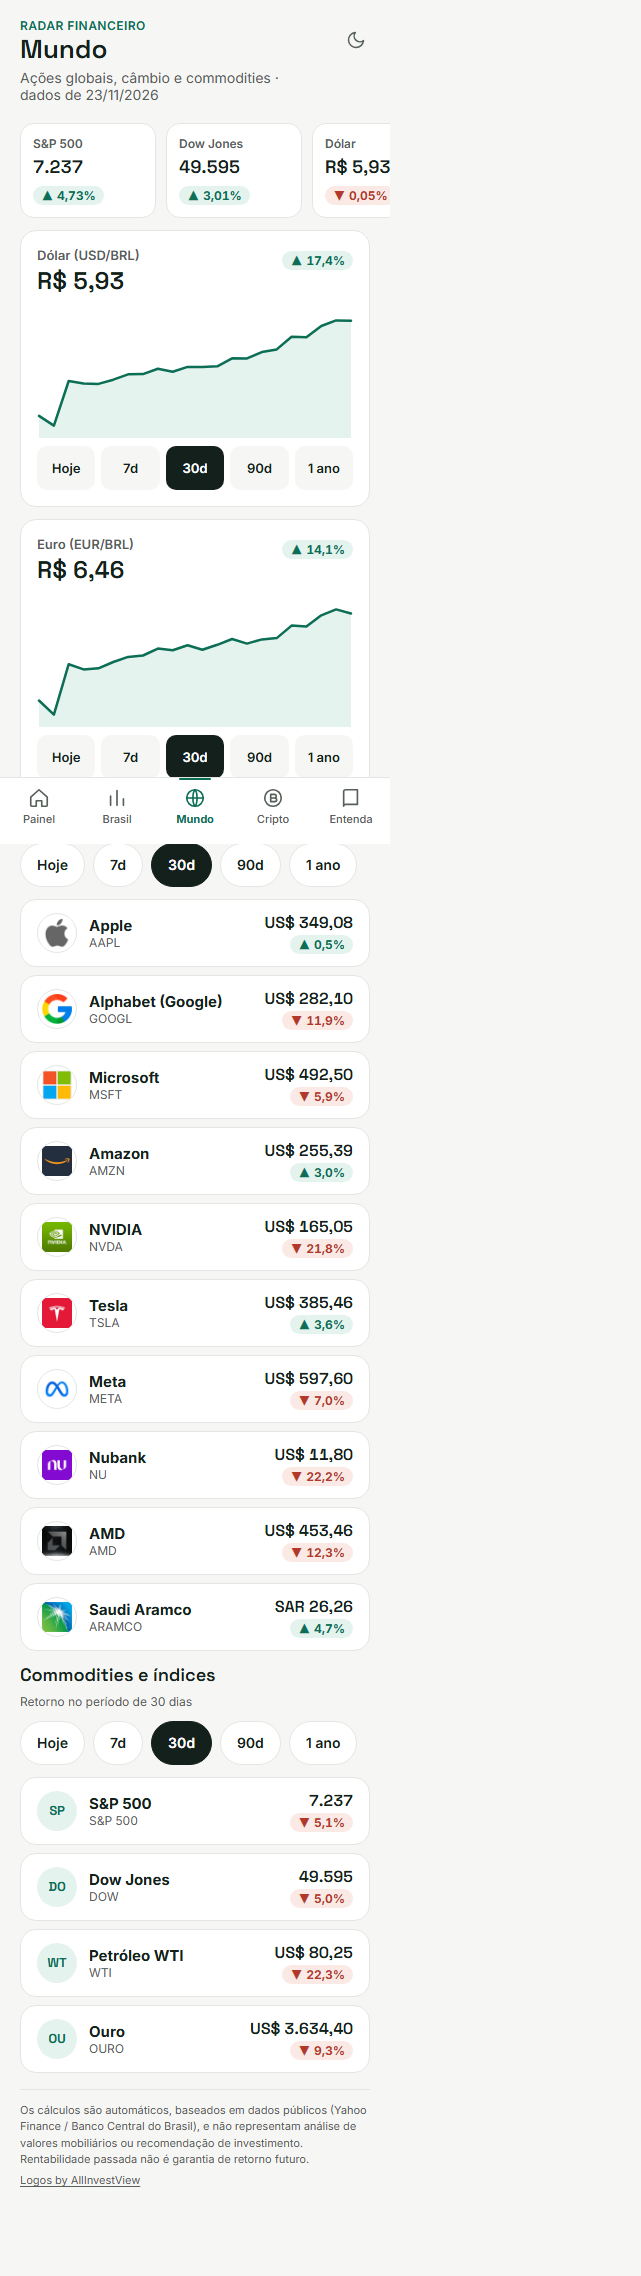 RADAR FINANCEIRO
Mundo
Ações globais, câmbio e commodities ·
dados de 23/11/2026
S&P 500
7.237
▲ 4,73%
Dow Jones
49.595
▲ 3,01%
Dólar
R$ 5,93
▼ 0,05%
Dólar (USD/BRL)
R$ 5,93
▲ 17,4%
Hoje
7d
30d
90d
1 ano
Euro (EUR/BRL)
R$ 6,46
▲ 14,1%
Hoje
7d
30d
90d
1 ano
Painel
Brasil
Mundo
Cripto
Entenda
Hoje
7d
30d
90d
1 ano
Apple
AAPL
US$ 349,08
▲ 0,5%
Alphabet (Google)
GOOGL
US$ 282,10
▼ 11,9%
Microsoft
MSFT
US$ 492,50
▼ 5,9%
Amazon
AMZN
US$ 255,39
▲ 3,0%
NVIDIA
NVDA
US$ 165,05
▼ 21,8%
Tesla
TSLA
US$ 385,46
▲ 3,6%
Meta
META
US$ 597,60
▼ 7,0%
nu
Nubank
NU
US$ 11,80
▼ 22,2%
AMD
AMD
US$ 453,46
▼ 12,3%
Saudi Aramco
ARAMCO
SAR 26,26
▲ 4,7%
Commodities e índices
Retorno no período de 30 dias
Hoje
7d
30d
90d
1 ano
SP
S&P 500
S&P 500
7.237
▼ 5,1%
DO
Dow Jones
DOW
49.595
▼ 5,0%
WT
Petróleo WTI
WTI
US$ 80,25
▼ 22,3%
OU
Ouro
OURO
US$ 3.634,40
▼ 9,3%
Os cálculos são automáticos, baseados em dados públicos (Yahoo
Finance / Banco Central do Brasil), e não representam análise de
valores mobiliários ou recomendação de investimento.
Rentabilidade passada não é garantia de retorno futuro.
Logos by AllInvestView